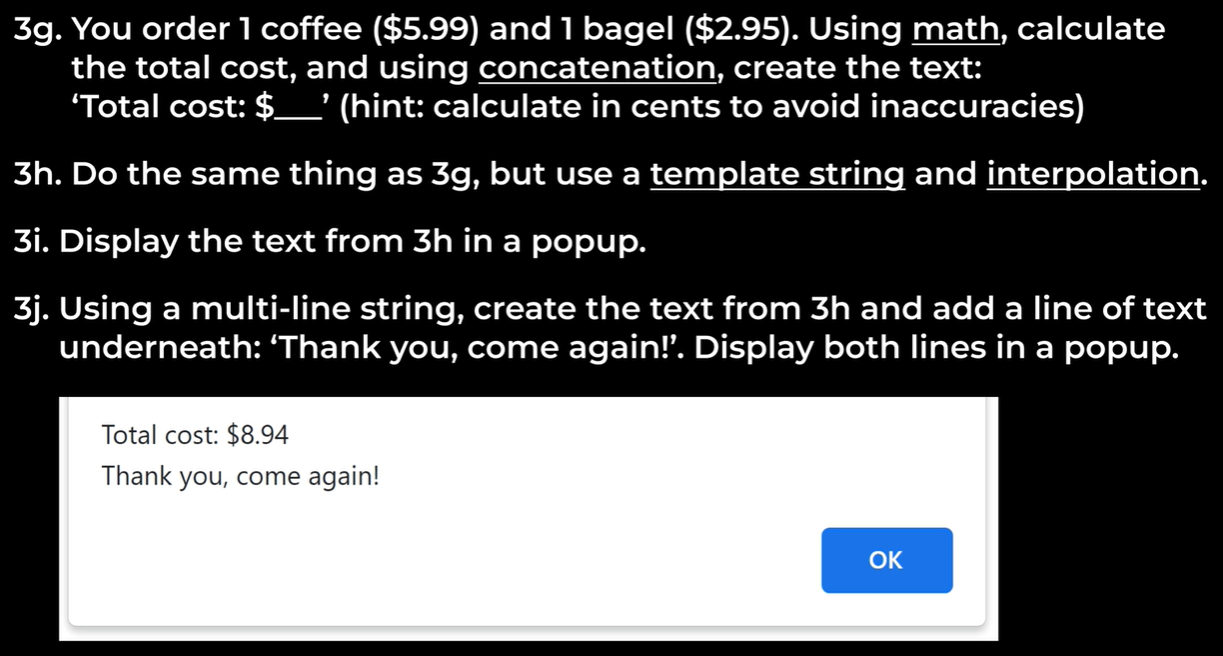 3g. You order 1 coffee ($5.99) and 1 bagel ($2.95). Using math, calculate
the total cost, and using concatenation, create the text:
‘Total cost: $___’ (hint: calculate in cents to avoid inaccuracies)
3h. Do the same thing as 3g, but use a template string and interpolation.
3i. Display the text from 3h in a popup.
3j. Using a multi-line string, create the text from 3h and add a line of text
underneath: ‘Thank you, come again!’. Display both lines in a popup.
Total cost: $8.94
Thank you, come again!
OK